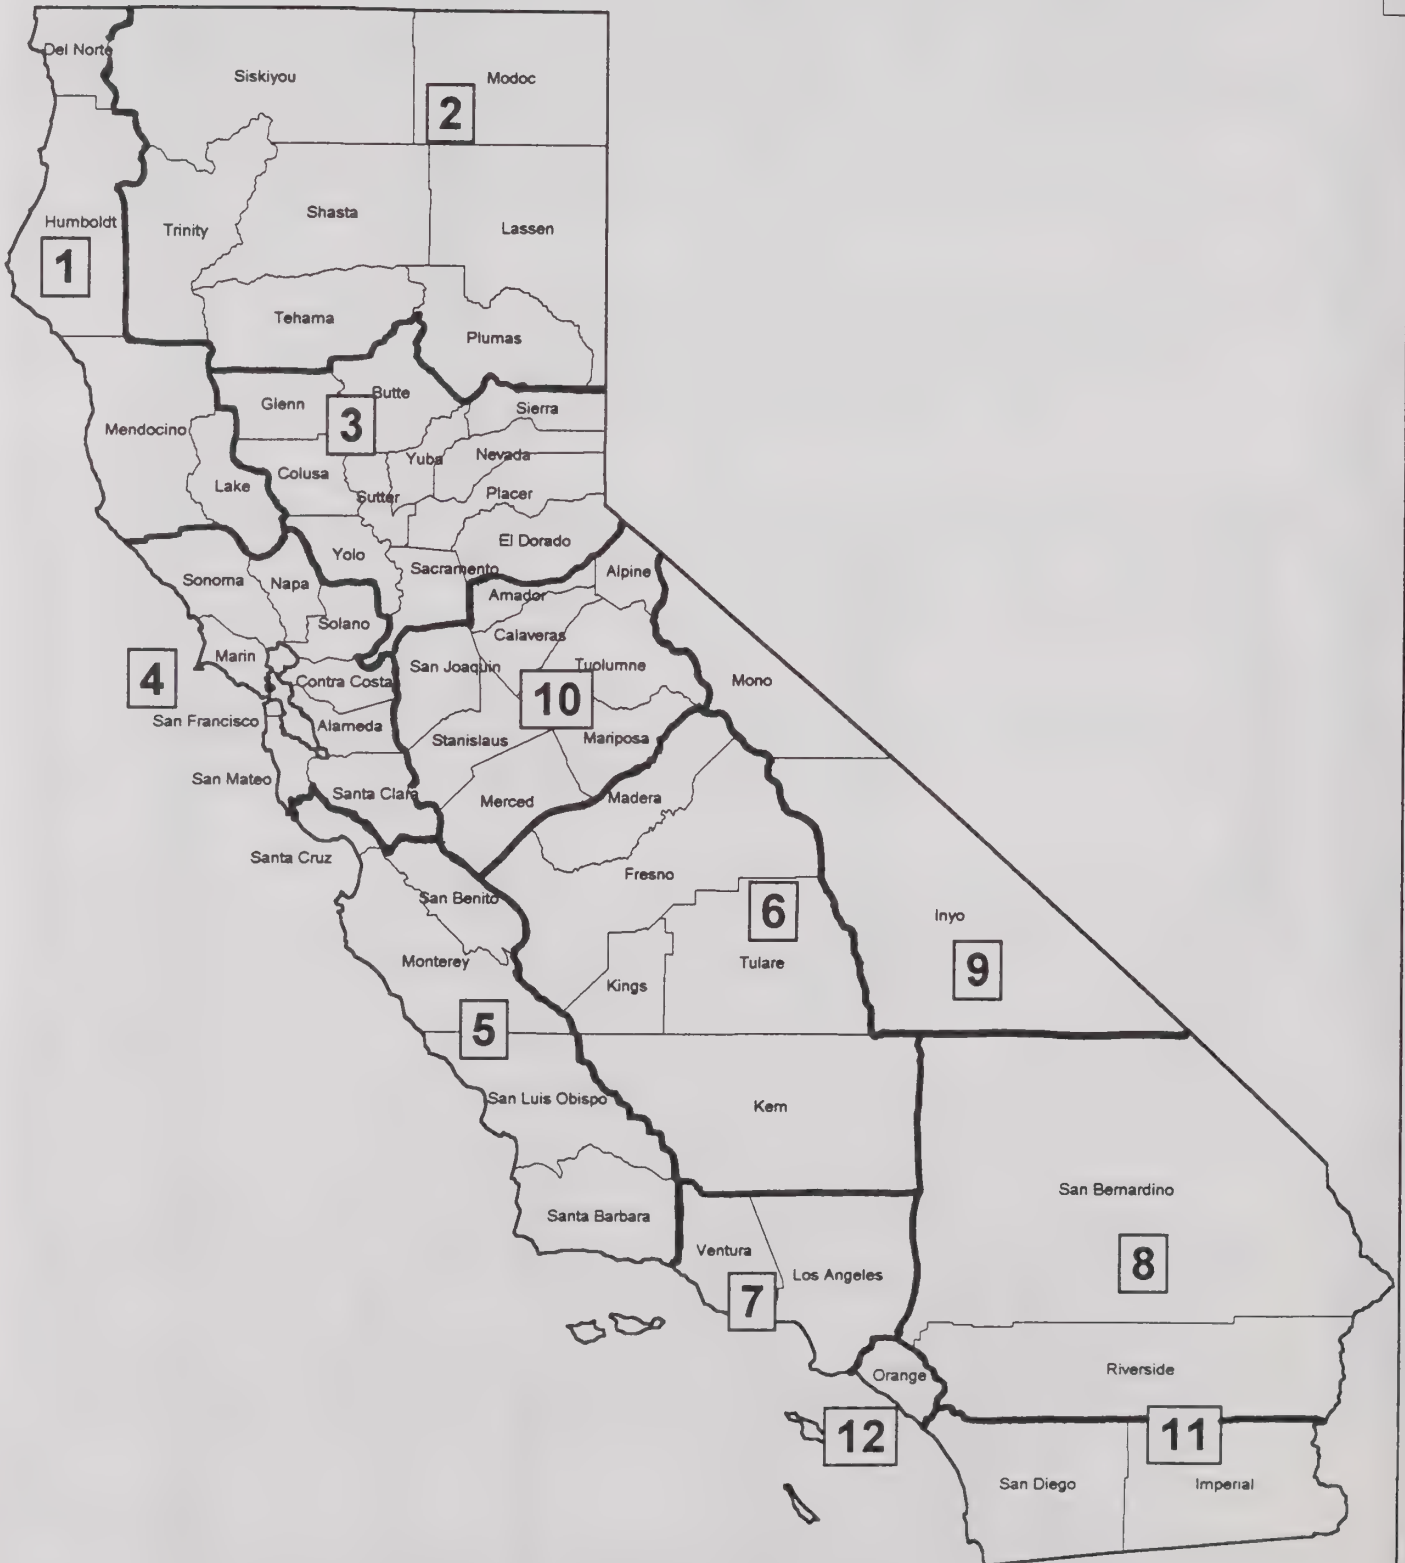 Del Norte
Siskiyou
Modoc
2
Humboldt
Trinity
Shasta
Lassen
1
Tehama
Plumas
Glenn
Butte
Sierra
3
Mendocino
Yuba
Nevada
Lake
Colusa
Sutter
Placer
El Dorado
Yolo
Sonoma
Napa
Sacramento
Alpine
Amador
Solano
Calaveras
Marin
San Joaquin
Tuolumne
4
Contra Costa
Mono
10
San Francisco
Alameda
Stanislaus
Mariposa
San Mateo
Santa Clara
Merced
Madera
Santa Cruz
Fresno
San Benito
6
Inyo
Monterey
Tulare
9
Kings
5
San Luis Obispo
Kern
San Bernardino
Santa Barbara
Ventura
Los Angeles
8
7
Orange
Riverside
12
11
San Diego
Imperial